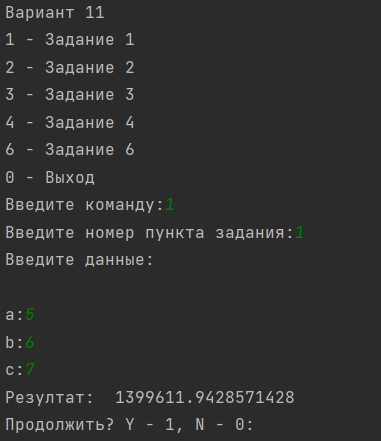 Вариант 11
1 - Задание 1
2 - Задание 2
3 - Задание 3
4 - Задание 4
6 - Задание 6
0 - Выход
Введите команду:1
Введите номер пункта задания:1
Введите данные:
a:5
b:6
c:7
Резултат:  1399611.9428571428
Продолжить? Y - 1, N - 0: